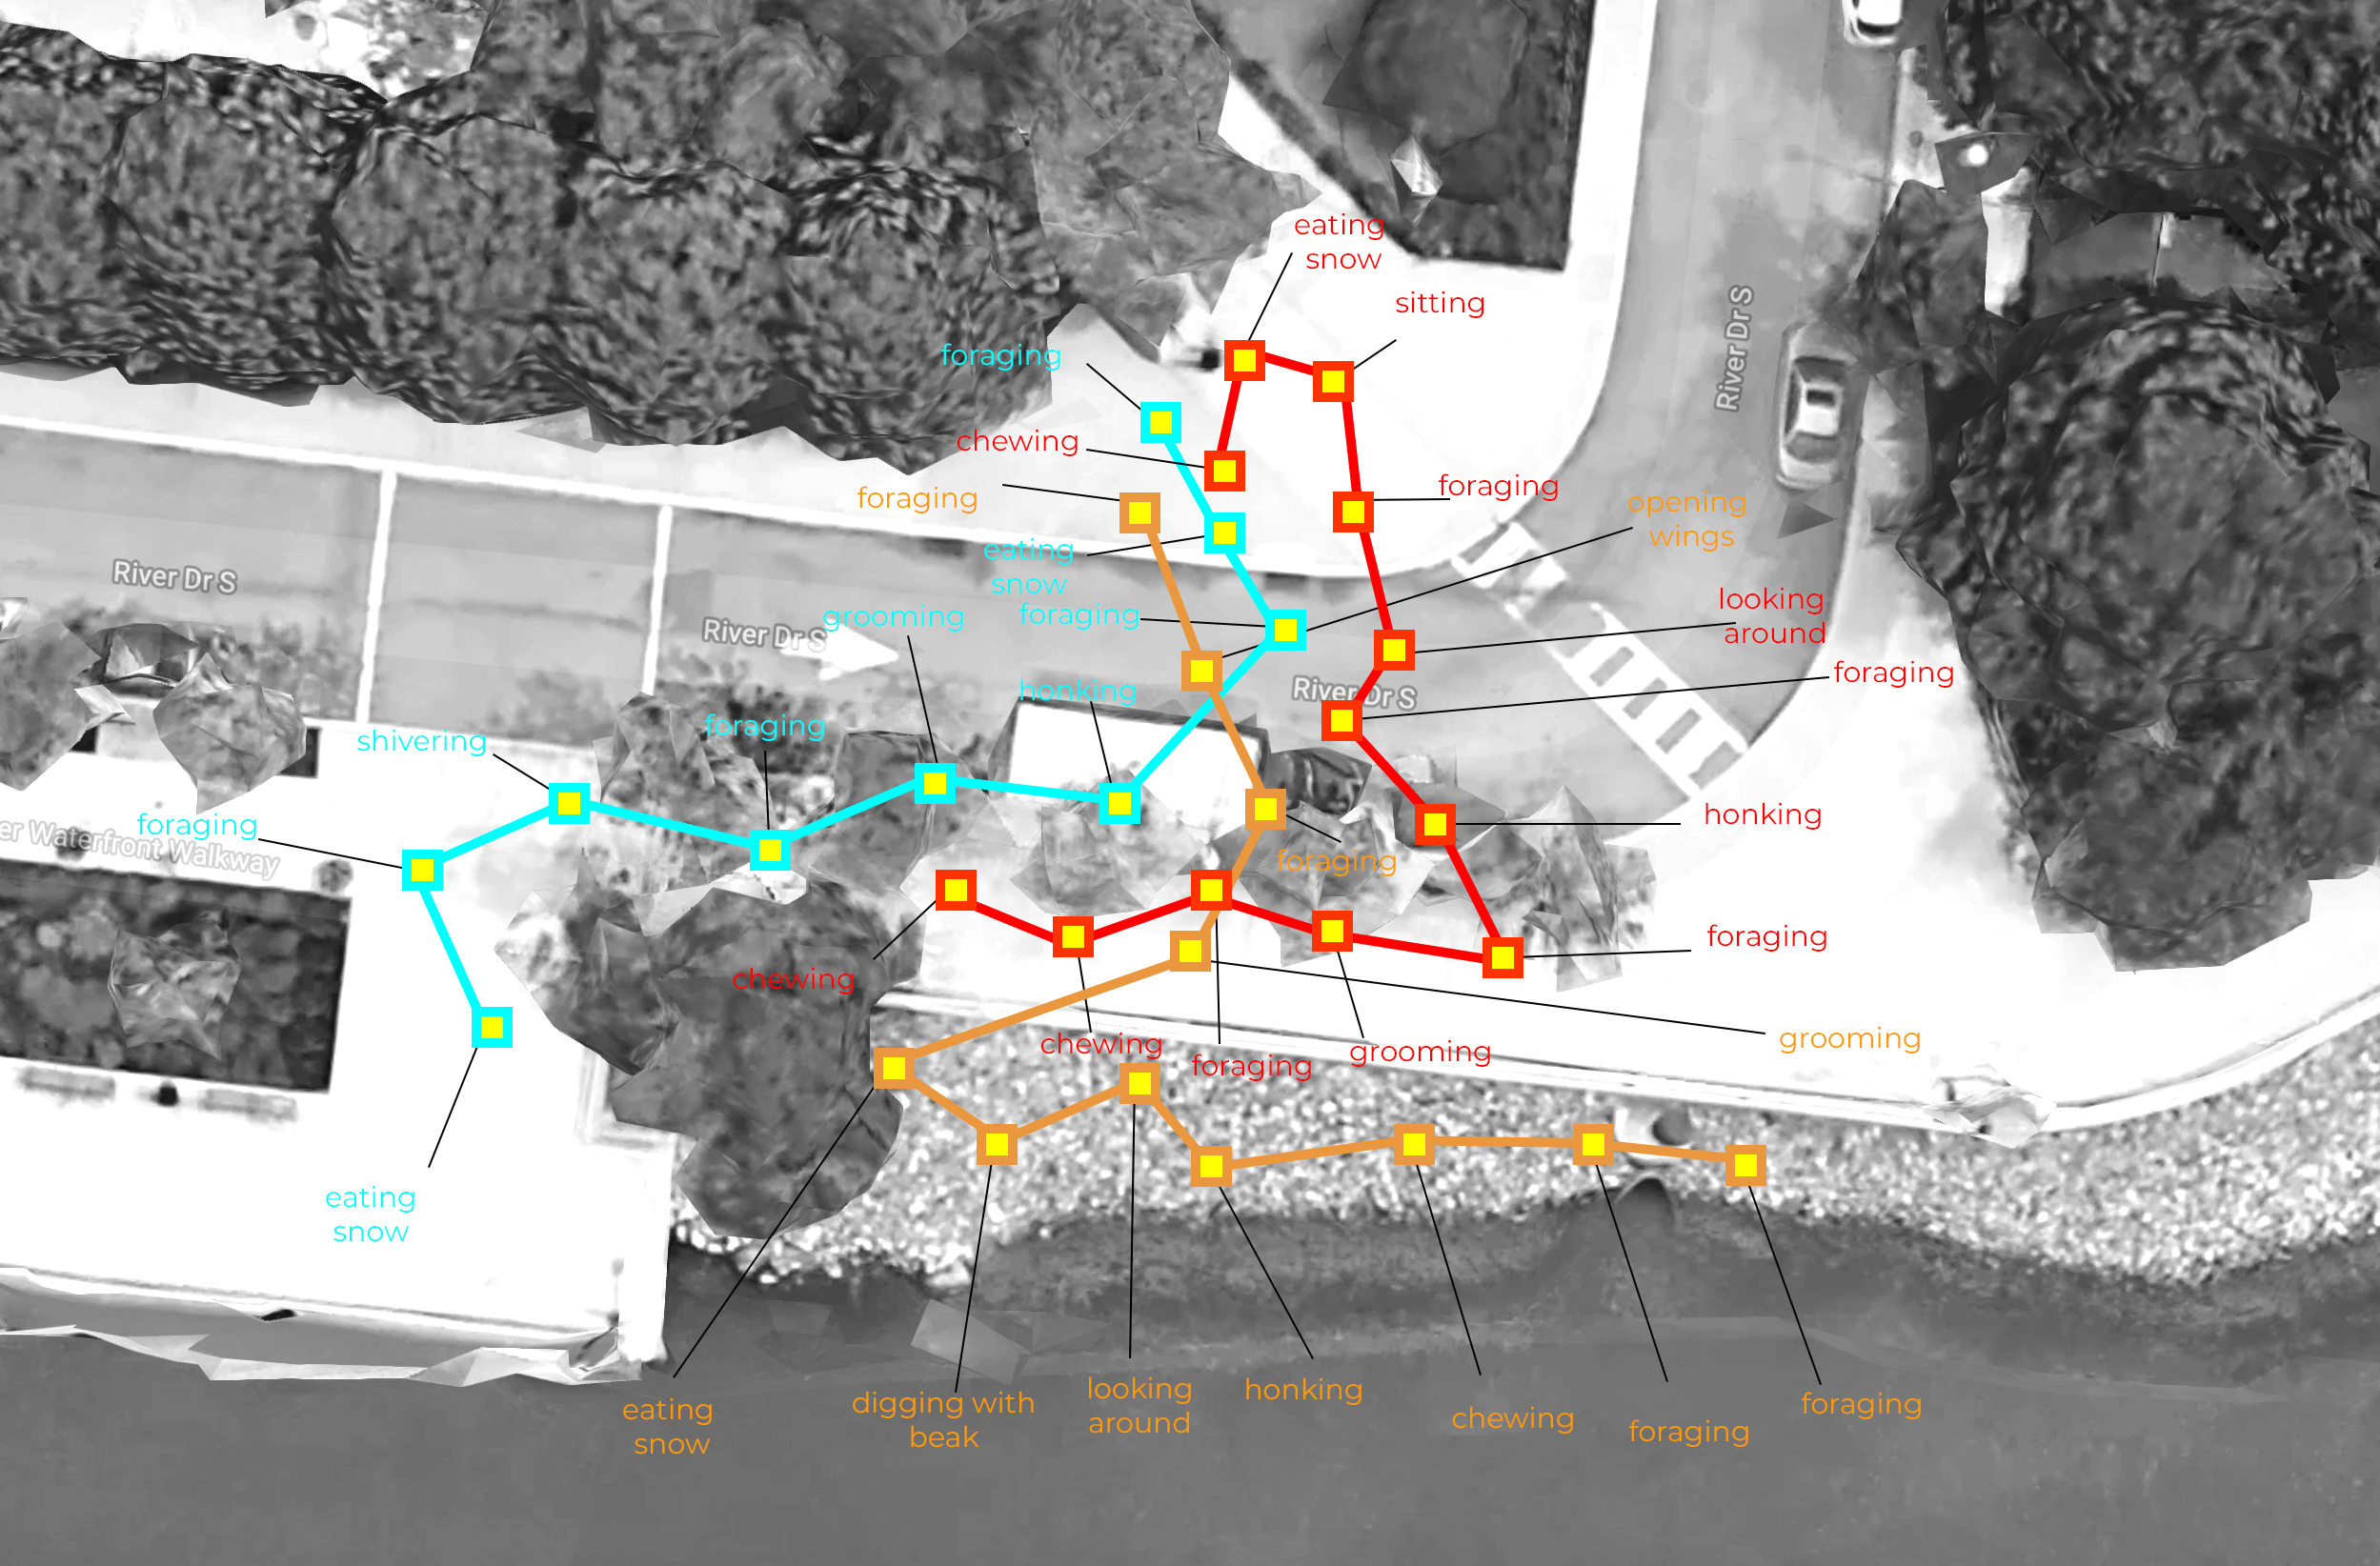 eating
snow
sitting
River Dr S
foraging
chewing
foraging
foraging
opening
wings
eating
snow
River Dr S
looking
around
grooming
foraging
River Dr S
foraging
honking
River Dr S
foraging
shivering
honking
foraging
er Waterfront Walkway
foraging
foraging
chewing
grooming
chewing
foraging
grooming
eating
snow
looking
around
honking
digging with
beak
foraging
eating
snow
chewing
foraging